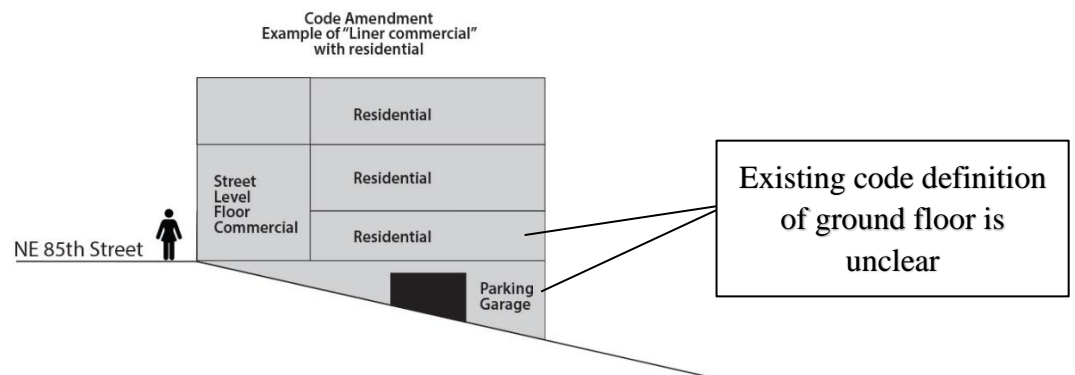 Code Amendment
Example of "Liner commercial"
with residential
Residential
Street
Level
Floor
Commercial
Residential
Residential
NE 85th Street
Parking
Garage
Existing code definition
of ground floor is
unclear